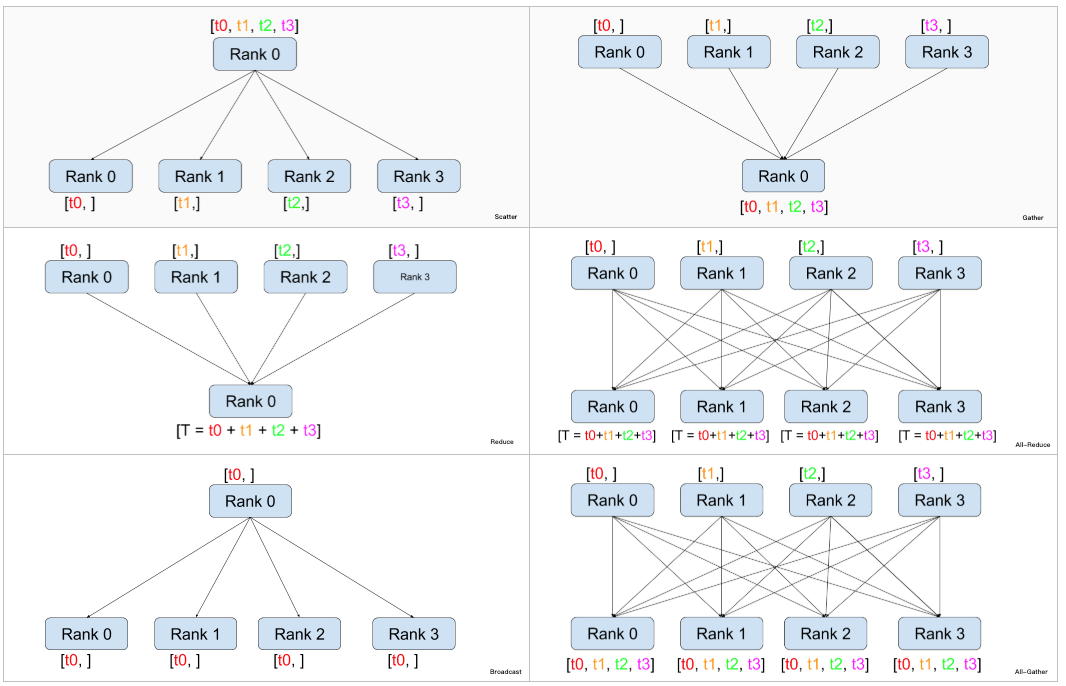 [t0, t1, t2, t3]
Rank 0
Rank 0 Rank 1 Rank 2 Rank 3
[t0, ] [t1,] [t2,] [t3, ]
Scatter
[t0, ] [t1,] [t2,] [t3, ]
Rank 0 Rank 1 Rank 2 Rank 3
Rank 0
[t0, t1, t2, t3]
Gather
[t0, ] [t1,] [t2,] [t3, ]
Rank 0 Rank 1 Rank 2 Rank 3
Rank 0
[T = t0 + t1 + t2 + t3]
Reduce
[t0, ] [t1,] [t2,] [t3, ]
Rank 0 Rank 1 Rank 2 Rank 3
Rank 0 Rank 1 Rank 2 Rank 3
[T = t0+t1+t2+t3] [T = t0+t1+t2+t3] [T = t0+t1+t2+t3] [T = t0+t1+t2+t3]
All-Reduce
[t0, ]
Rank 0
Rank 0 Rank 1 Rank 2 Rank 3
[t0, ] [t0, ] [t0, ] [t0, ]
Broadcast
[t0, ] [t1,] [t2,] [t3, ]
Rank 0 Rank 1 Rank 2 Rank 3
Rank 0 Rank 1 Rank 2 Rank 3
[t0, t1, t2, t3] [t0, t1, t2, t3] [t0, t1, t2, t3] [t0, t1, t2, t3]
All-Gather